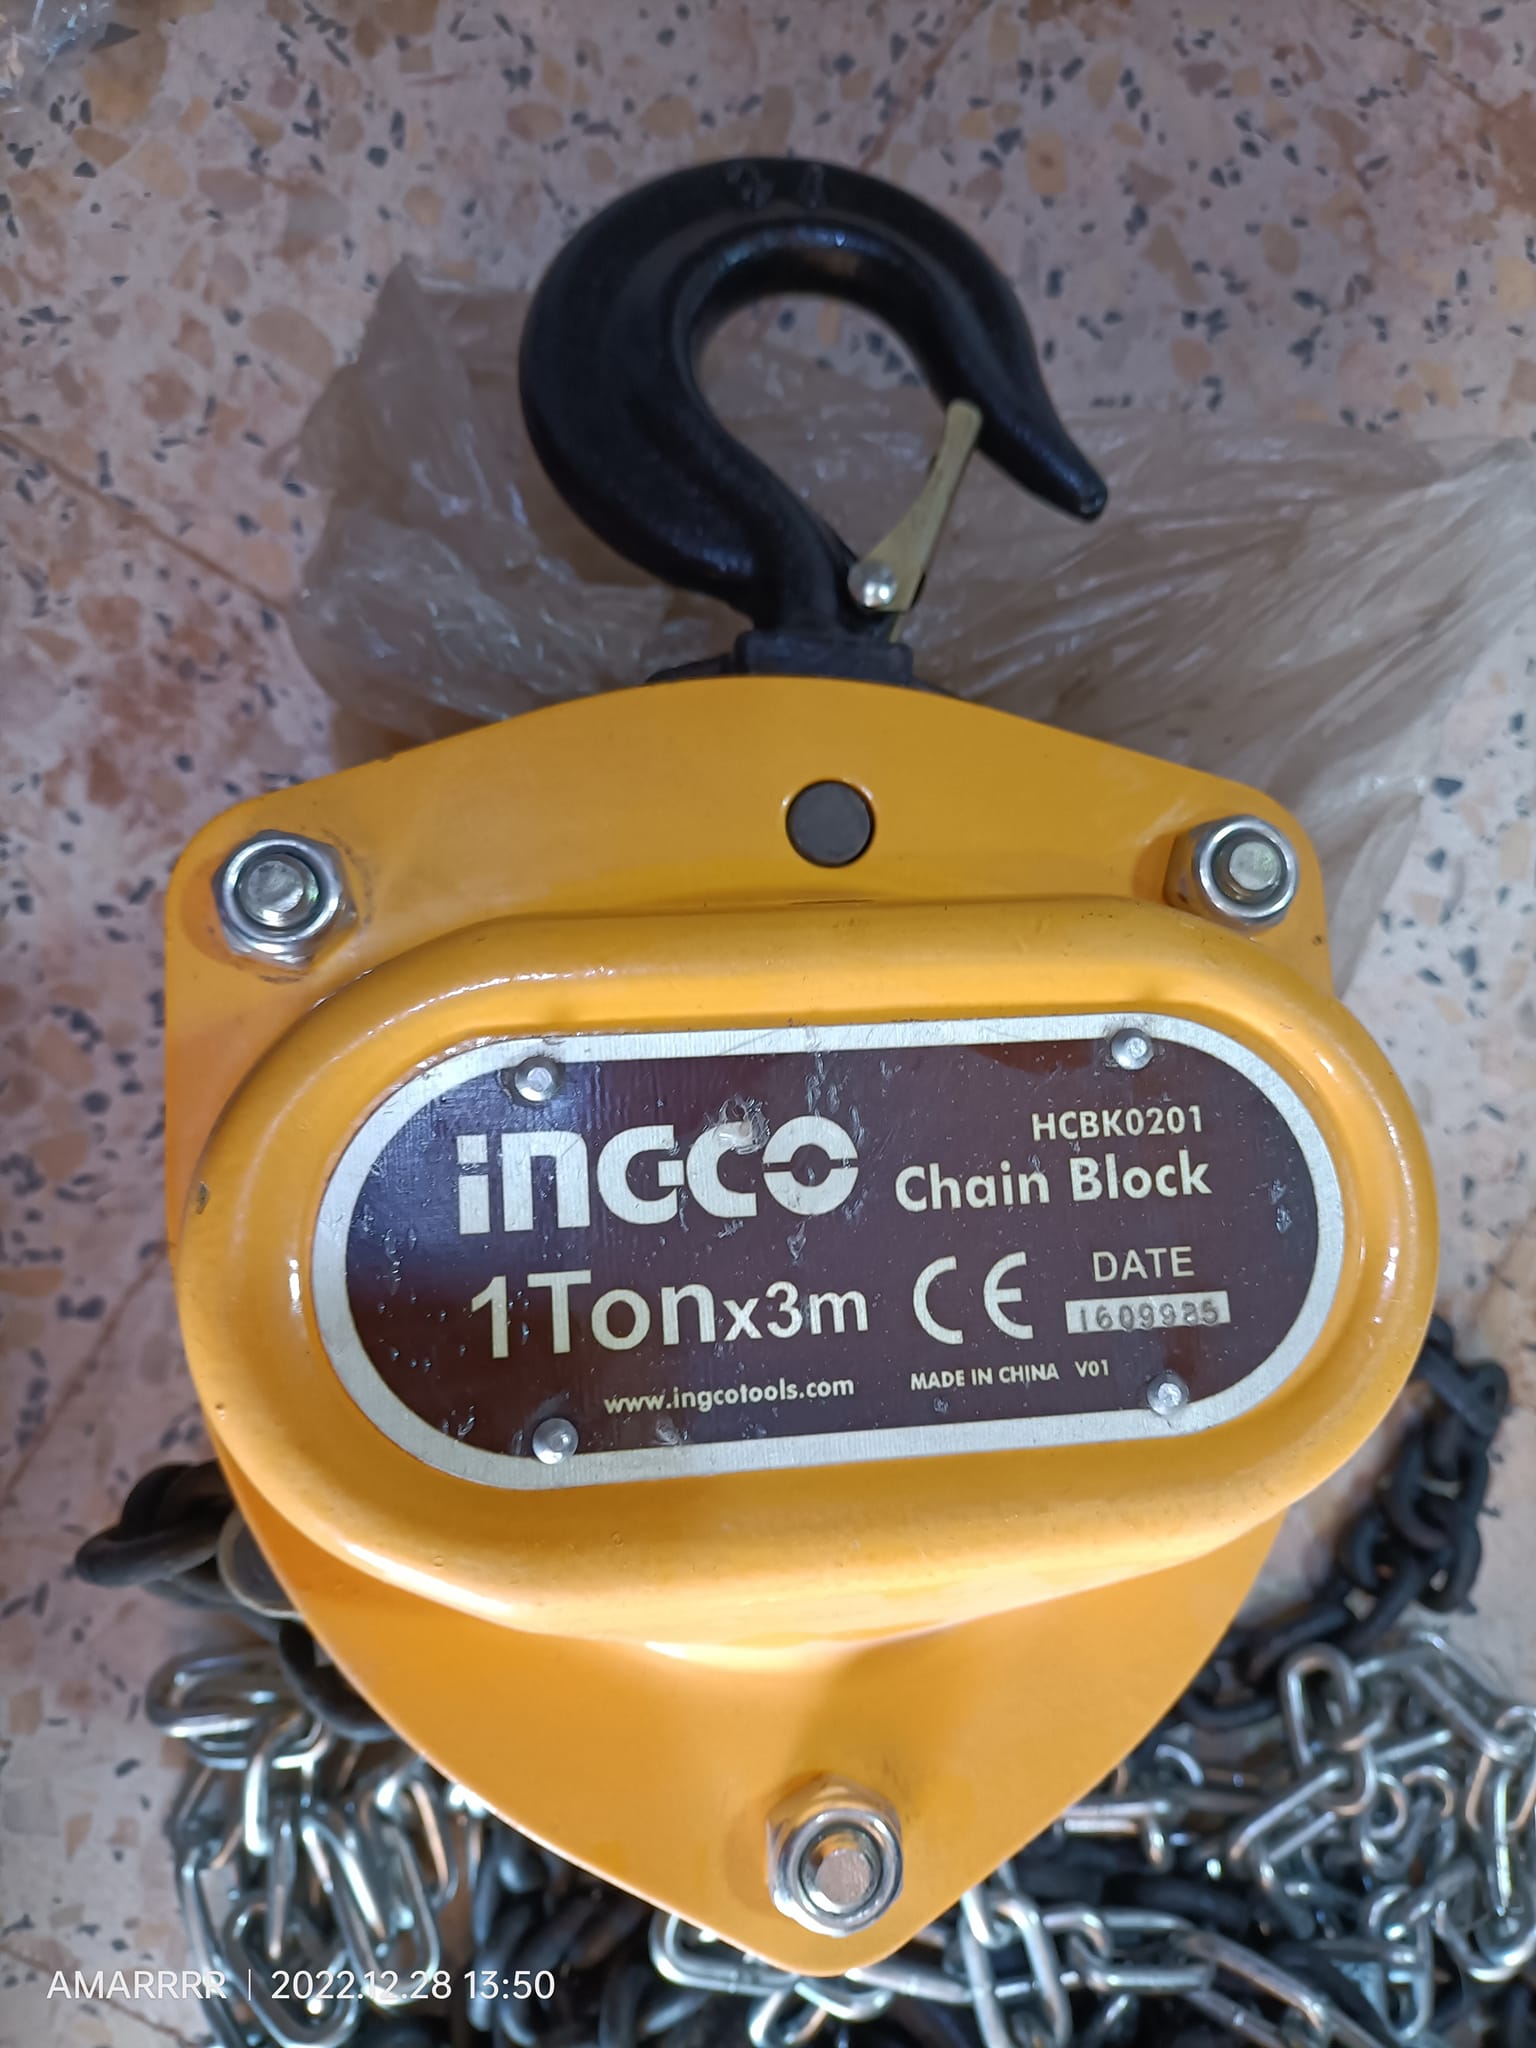 iNGCO
HCBK0201
Chain Block
1Tonx3m
CE
DATE
1609985
www.ingcotools.com
MADE IN CHINA V01
AMARRRR | 2022.12.28 13:50